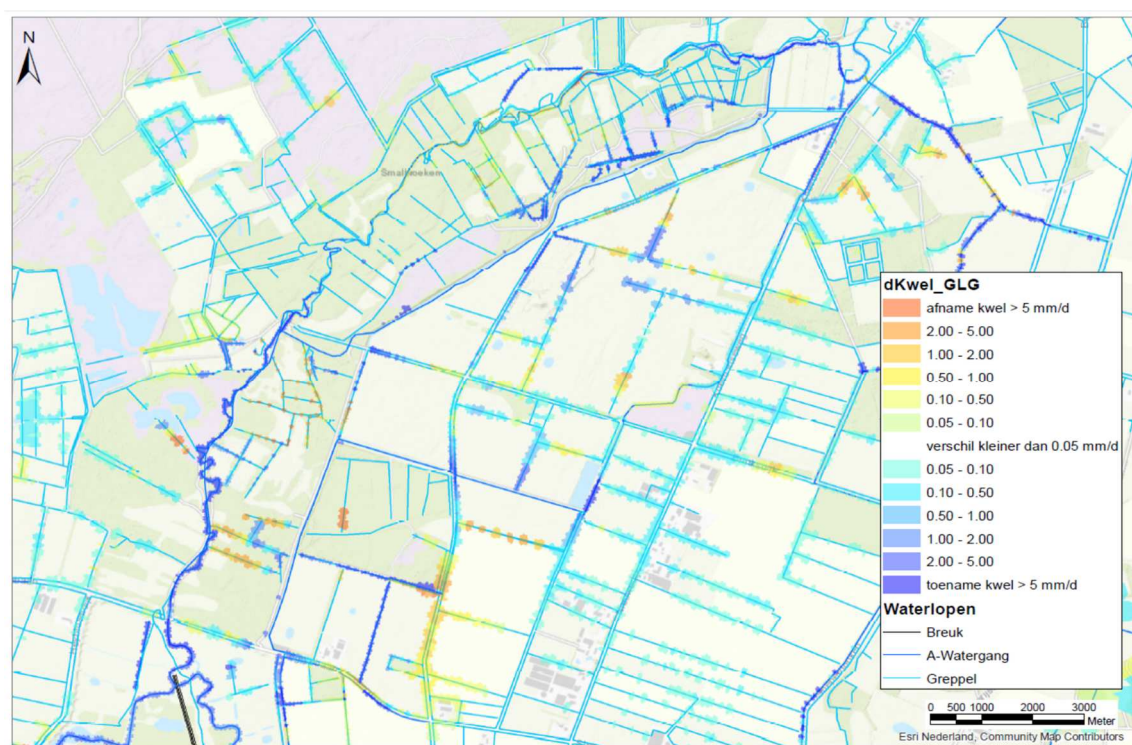 N
Smalbroeken
dKwel_GLG
afname kwel > 5 mm/d
2.00 - 5.00
1.00 - 2.00
0.50 - 1.00
0.10 - 0.50
0.05 - 0.10
verschil kleiner dan 0.05 mm/d
0.05 - 0.10
0.10 - 0.50
0.50 - 1.00
1.00 - 2.00
2.00 - 5.00
toename kwel > 5 mm/d
Waterlopen
Breuk
A-Watergang
Greppel
0 500 1000 2000 3000
Meter
Esri Nederland, Community Map Contributors